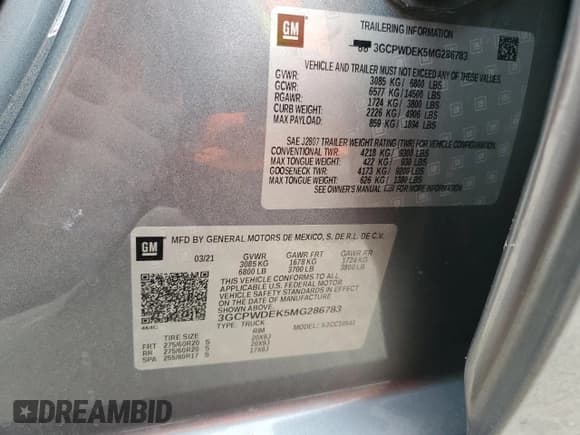 GM
TRAILERING INFORMATION
3GCPWDEK5MG286783
VEHICLE AND TRAILER MUST NOT EXCEED ANY OF THESE WEIGHTS
GVWR: 3085 KG/ 6800 LBS
GCWR: 6577 KG/ 14500 LBS
RGAWR: 1724 KG/ 3800 LBS
CURB WEIGHT: 2226 KG/ 4906 LBS
MAX PAYLOAD: 859 KG/ 1894 LBS
SAE J2807 TRAILER WEIGHT RATING (TWR) FOR VEHICLE CONFIGURATION:
CONVENTIONAL TWR: 4218 KG/ 9300 LBS
MAX TONGUE WEIGHT: 422 KG/ 930 LBS
GOOSENECK TWR: 4173 KG/ 9200 LBS
MAX TONGUE WEIGHT: 626 KG/ 1380 LBS
SEE OWNER'S MANUAL FOR MORE INFORMATION
GM
MFD BY GENERAL MOTORS DE MEXICO, S. DE R.L. DE C.V.
03/21 GVWR GAWR FRT GAWR RR
3085 KG 1678 KG 1724 KG
6800 LB 3700 LB 3800 LB
THIS VEHICLE CONFORMS TO ALL
APPLICABLE U.S. FEDERAL MOTOR
VEHICLE SAFETY
STANDARDS IN EFFECT ON THE DATE OF MANUFACTURE
SHOWN ABOVE.
3GCPWDEK5MG286783
TYPE: TRUCK MODEL:
TIRE SIZE RIM
FRT 275/60R20 S 20X9J
RR 275/60R20 S 20X9J
SPA 255/80R17 S 17X8J
DREAMBID